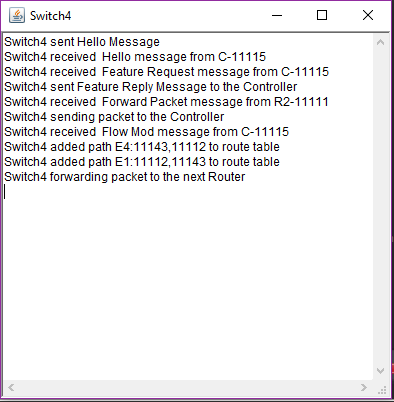 Switch4
Switch4 sent Hello Message
Switch4 received  Hello message from C-11115
Switch4 received  Feature Request message from C-11115
Switch4 sent Feature Reply Message to the Controller
Switch4 received  Forward Packet message from R2-11111
Switch4 sending packet to the Controller
Switch4 received  Flow Mod message from C-11115
Switch4 added path E4:11143,11112 to route table
Switch4 added path E1:11112,11143 to route table
Switch4 forwarding packet to the next Router